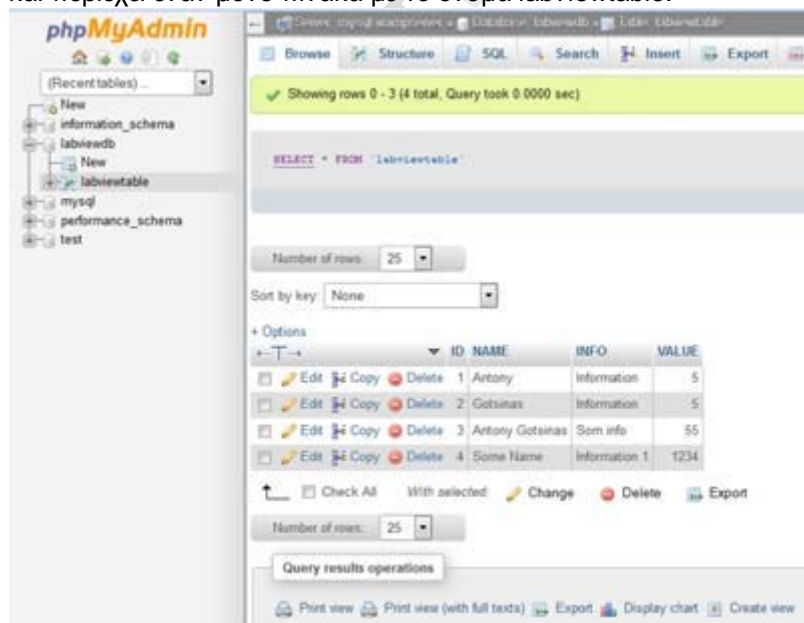 phpMyAdmin
(Recent tables) ...
New
information_schema
labviewdb
New
labviewtable
mysql
performance_schema
test
Browse Structure SQL Search Insert Export
Showing rows 0 - 3 (4 total, Query took 0.0000 sec)
SELECT * FROM `labviewtable`
Number of rows: 25
Sort by key: None
+ Options
←T→ ID NAME INFO VALUE
Edit Copy Delete 1 Antony Information 5
Edit Copy Delete 2 Gotsinas Information 5
Edit Copy Delete 3 Antony Gotsinas Som info 55
Edit Copy Delete 4 Some Name Information 1 1234
Check All With selected: Change Delete Export
Number of rows: 25
Query results operations
Print view Print view (with full texts) Export Display chart Create view